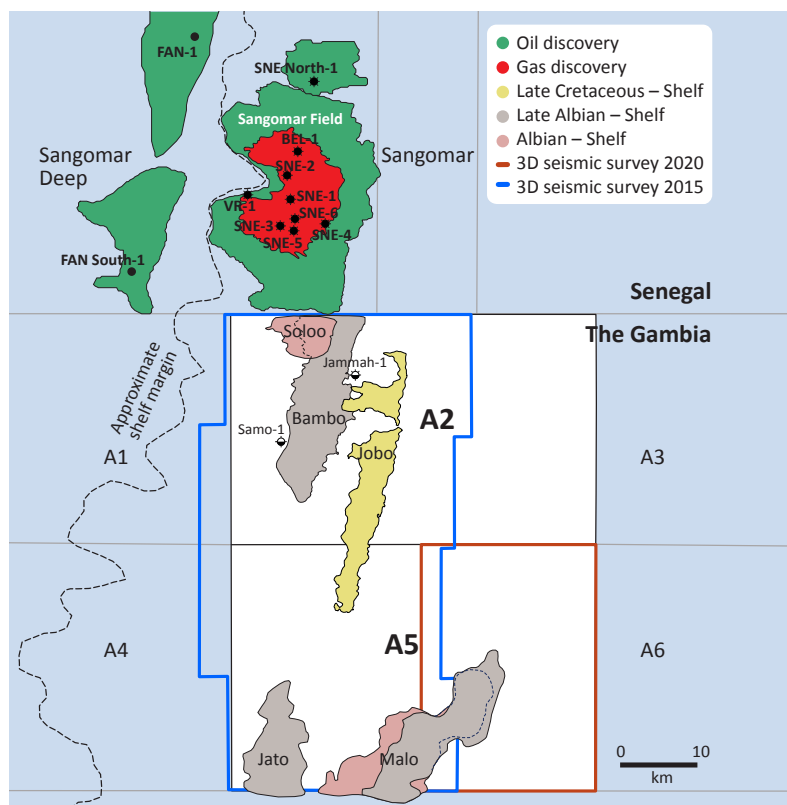 FAN-1
SNE North-1
Oil discovery
Gas discovery
Late Cretaceous – Shelf
Late Albian – Shelf
Albian – Shelf
3D seismic survey 2020
3D seismic survey 2015
Sangomar Field
BEL-1
Sangomar
Deep
SNE-2
Sangomar
VR-1
SNE-1
SNE-6
SNE-3
SNE-4
SNE-5
FAN South-1
Senegal
The Gambia
Soloo
Jammah-1
Approximate
shelf margin
Bambo
A2
Samo-1
Jobo
A1
A3
A4
A5
A6
Jato
Malo
0
10
km